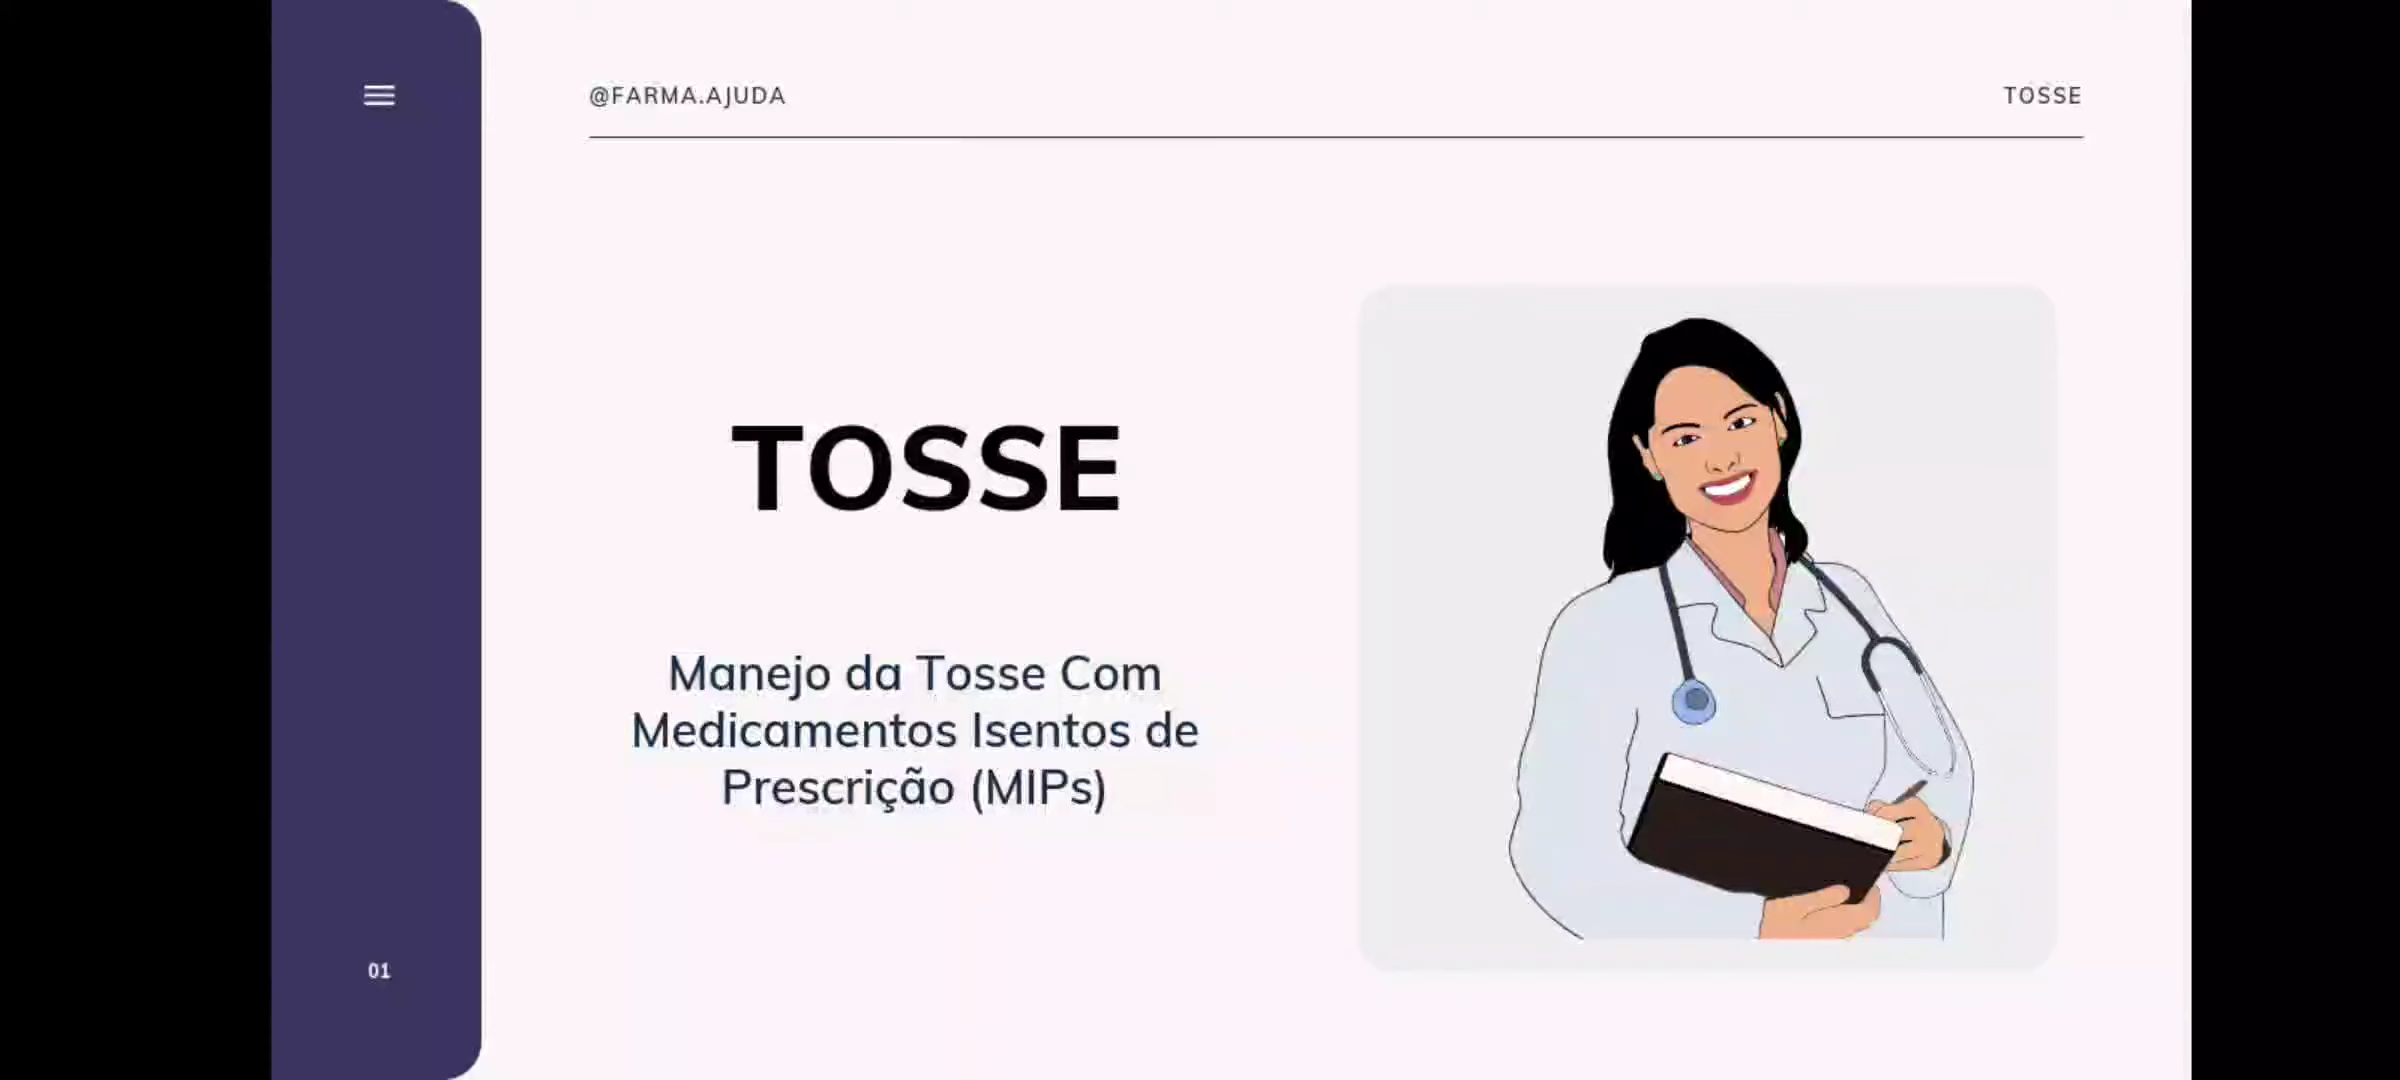 @FARMA.AJUDA
TOSSE
TOSSE
Manejo da Tosse Com
Medicamentos Isentos de
Prescrição (MIPs)
01